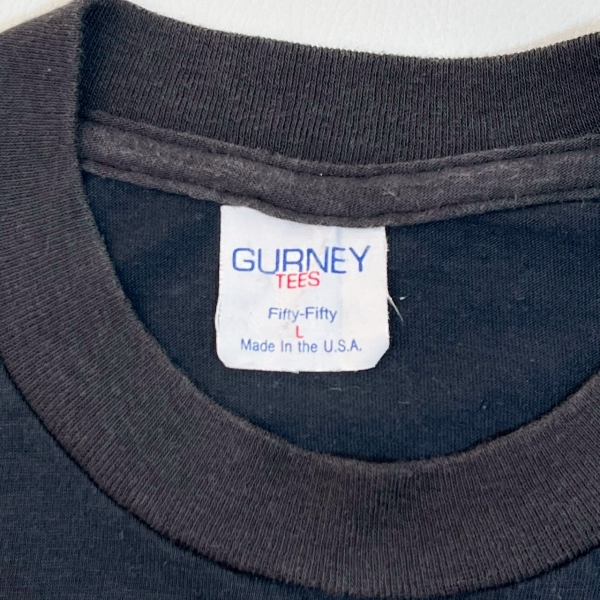 GURNEY
TEES
Fifty-Fifty
L
Made In the U.S.A.